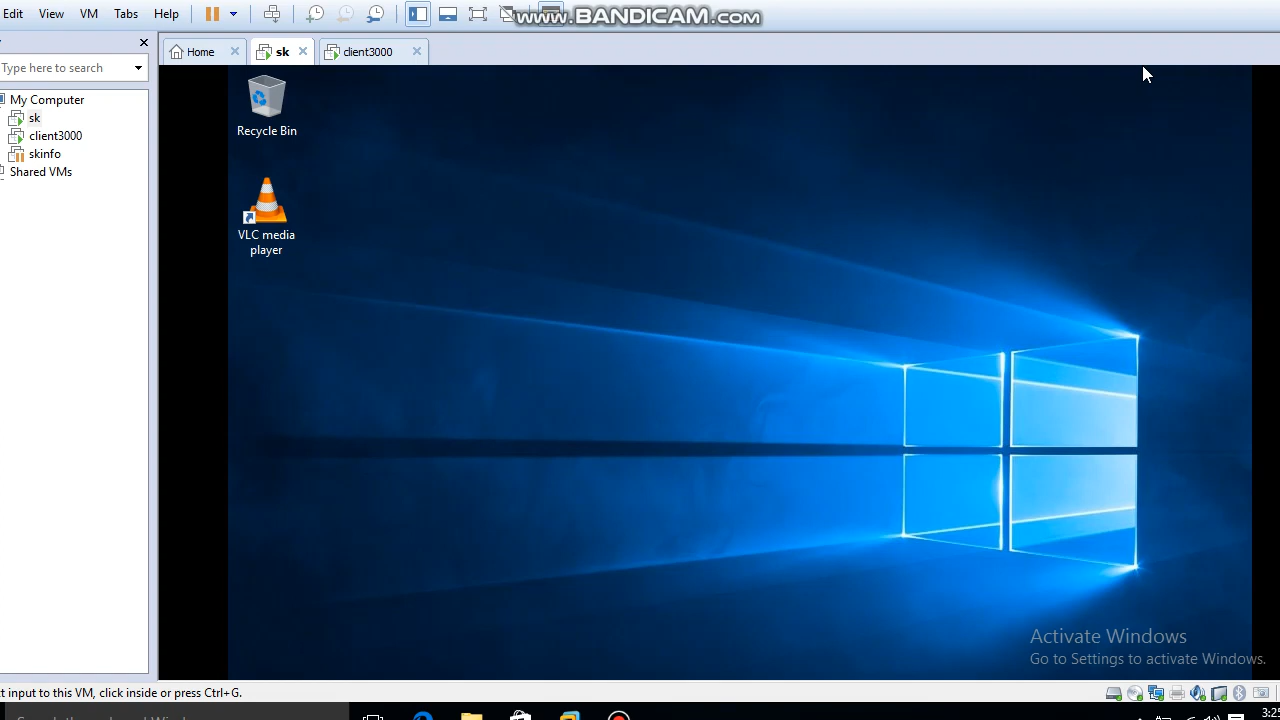 Edit View VM Tabs Help
www.BANDICAM.com
Type here to search
Home sk client3000
My Computer
sk
client3000
skinfo
Shared VMs
Recycle Bin
VLC media
player
Activate Windows
Go to Settings to activate Windows.
t input to this VM, click inside or press Ctrl+G.